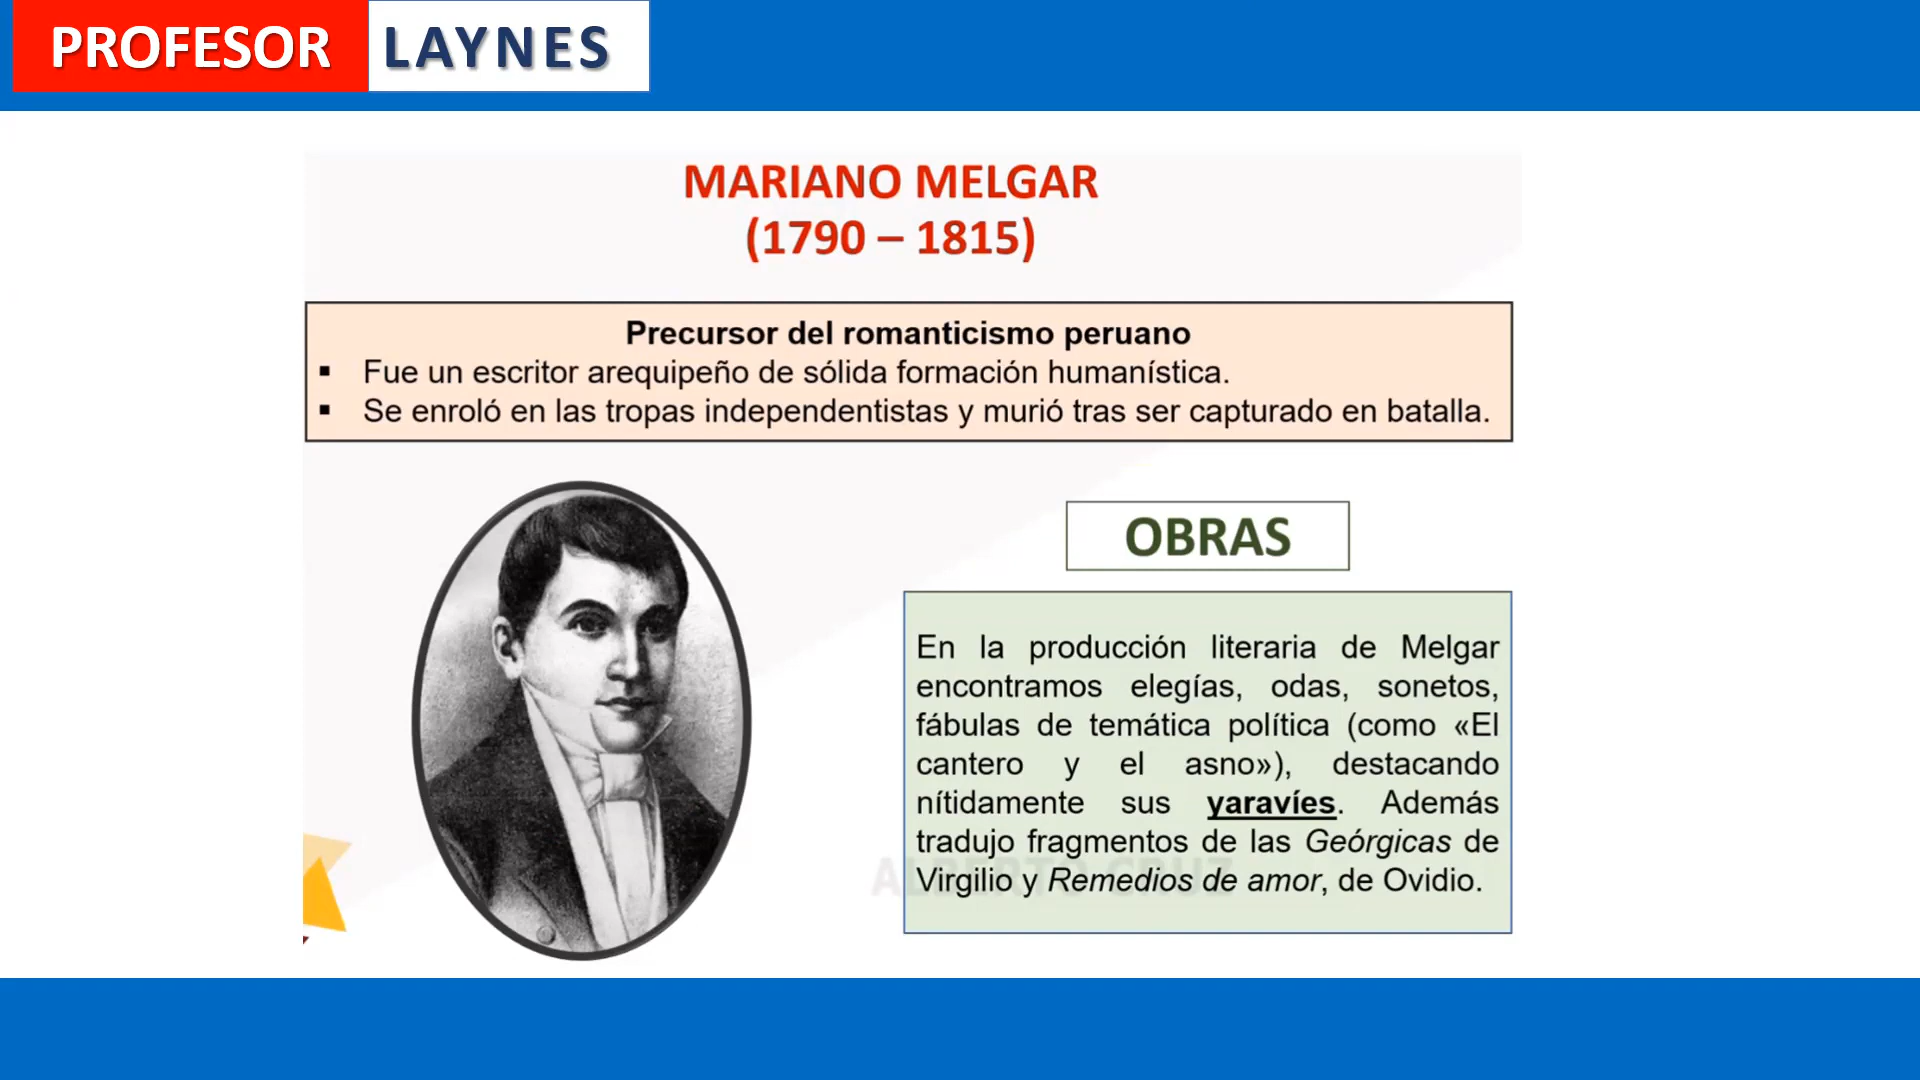 PROFESOR LAYNES
MARIANO MELGAR
(1790 – 1815)
Precursor del romanticismo peruano
▪ Fue un escritor arequipeño de sólida formación humanística.
▪ Se enroló en las tropas independentistas y murió tras ser capturado en batalla.
OBRAS
En la producción literaria de Melgar
encontramos elegías, odas, sonetos,
fábulas de temática política (como «El
cantero y el asno»), destacando
nítidamente sus yaravíes. Además
tradujo fragmentos de las Geórgicas de
Virgilio y Remedios de amor, de Ovidio.
ALBERTO CRUZ